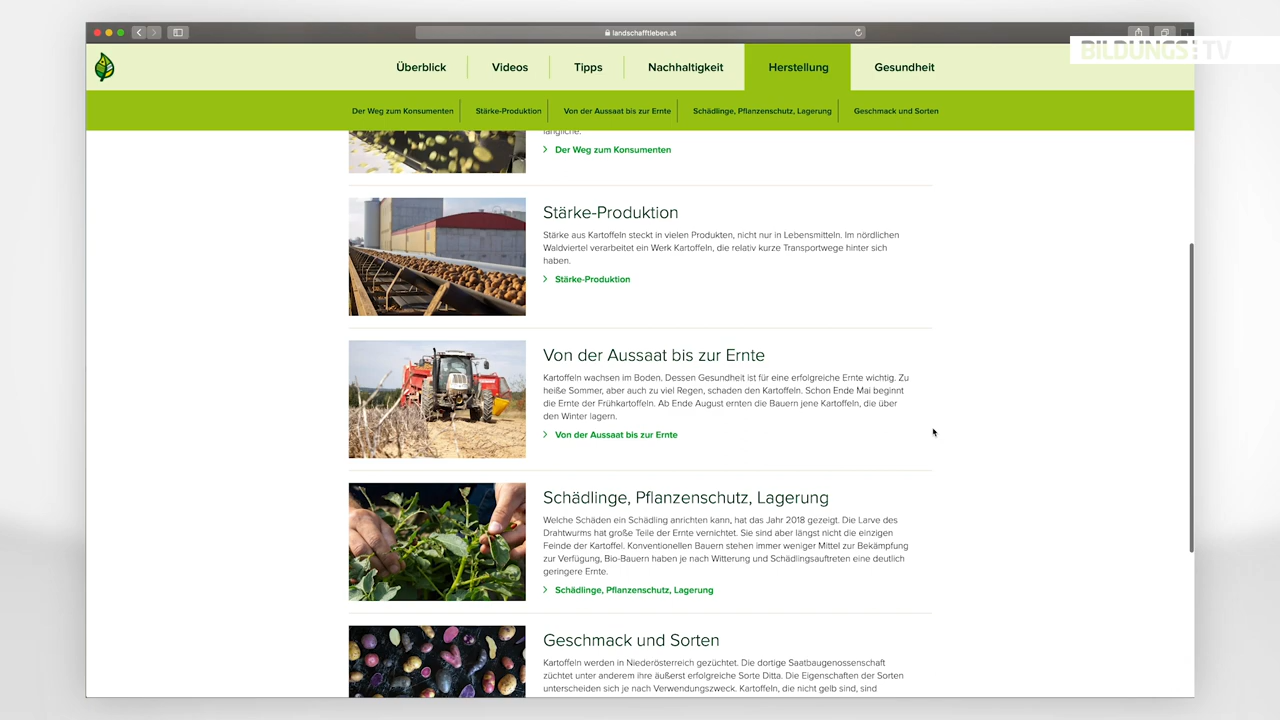 landschafftleben.at
BILDUNGS TV
Überblick
Videos
Tipps
Nachhaltigkeit
Herstellung
Gesundheit
Der Weg zum Konsumenten
Stärke-Produktion
Von der Aussaat bis zur Ernte
Schädlinge, Pflanzenschutz, Lagerung
Geschmack und Sorten
längliche.
Der Weg zum Konsumenten
Stärke-Produktion
Stärke aus Kartoffeln steckt in vielen Produkten, nicht nur in Lebensmitteln. Im nördlichen
Waldviertel verarbeitet ein Werk Kartoffeln, die relativ kurze Transportwege hinter sich
haben.
Stärke-Produktion
Von der Aussaat bis zur Ernte
Kartoffeln wachsen im Boden. Dessen Gesundheit ist für eine erfolgreiche Ernte wichtig. Zu
heiße Sommer, aber auch zu viel Regen, schaden den Kartoffeln. Schon Ende Mai beginnt
die Ernte der Frühkartoffeln. Ab Ende August ernten die Bauern jene Kartoffeln, die über
den Winter lagern.
Von der Aussaat bis zur Ernte
Schädlinge, Pflanzenschutz, Lagerung
Welche Schäden ein Schädling anrichten kann, hat das Jahr 2018 gezeigt. Die Larve des
Drahtwurms hat große Teile der Ernte vernichtet. Sie sind aber längst nicht die einzigen
Feinde der Kartoffel. Konventionellen Bauern stehen immer weniger Mittel zur Bekämpfung
zur Verfügung, Bio-Bauern haben je nach Witterung und Schädlingsauftreten eine deutlich
geringere Ernte.
Schädlinge, Pflanzenschutz, Lagerung
Geschmack und Sorten
Kartoffeln werden in Niederösterreich gezüchtet. Die dortige Saatbaugenossenschaft
züchtet unter anderem ihre äußerst erfolgreiche Sorte Ditta. Die Eigenschaften der Sorten
unterscheiden sich je nach Verwendungszweck. Kartoffeln, die nicht gelb sind, sind